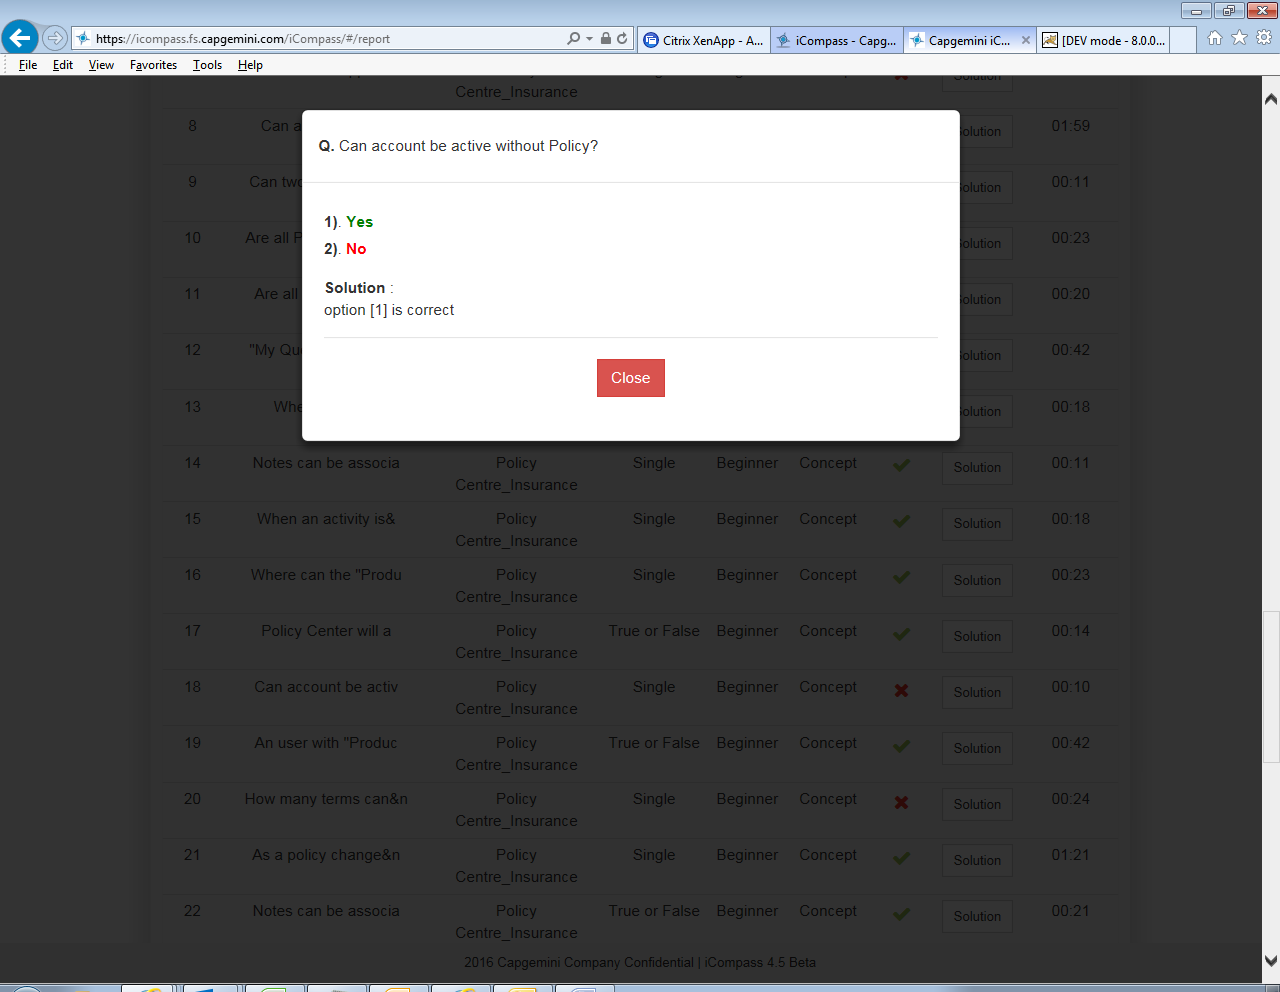 https://icompass.fs.capgemini.com/iCompass/#/report
Citrix XenApp - A...
iCompass - Capg...
Capgemini iC...
[DEV mode - 8.0.0...
File Edit View Favorites Tools Help
Centre_Insurance Solution
Q. Can account be active without Policy?
1). Yes
2). No
Solution :
option [1] is correct
Close
8 Can a olution 01:59
9 Can two olution 00:11
10 Are all P olution 00:23
11 Are all olution 00:20
12 "My Qu olution 00:42
13 Whe olution 00:18
14 Notes can be associa Policy Single Beginner Concept Solution 00:11
Centre_Insurance
15 When an activity is& Policy Single Beginner Concept Solution 00:18
Centre_Insurance
16 Where can the "Produ Policy Single Beginner Concept Solution 00:23
Centre_Insurance
17 Policy Center will a Policy True or False Beginner Concept Solution 00:14
Centre_Insurance
18 Can account be activ Policy Single Beginner Concept Solution 00:10
Centre_Insurance
19 An user with "Produc Policy True or False Beginner Concept Solution 00:42
Centre_Insurance
20 How many terms can&n Policy Single Beginner Concept Solution 00:24
Centre_Insurance
21 As a policy change&n Policy Single Beginner Concept Solution 01:21
Centre_Insurance
22 Notes can be associa Policy True or False Beginner Concept Solution 00:21
Centre_Insurance
2016 Capgemini Company Confidential | iCompass 4.5 Beta